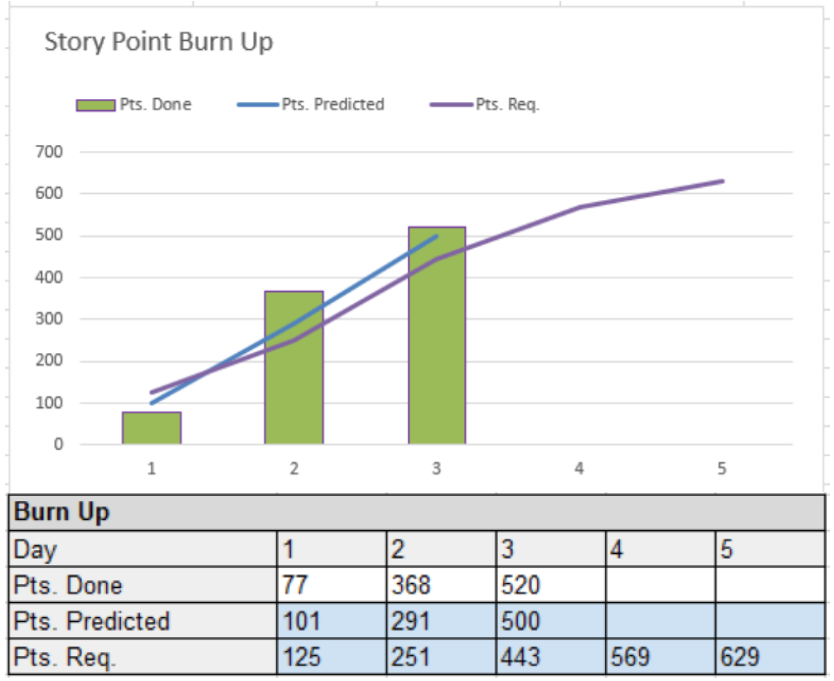 Story Point Burn Up
Pts. Done Pts. Predicted Pts. Req.
700
600
500
400
300
200
100
0
1 2 3 4 5
Burn Up
Day 1 2 3 4 5
Pts. Done 77 368 520
Pts. Predicted 101 291 500
Pts. Req. 125 251 443 569 629